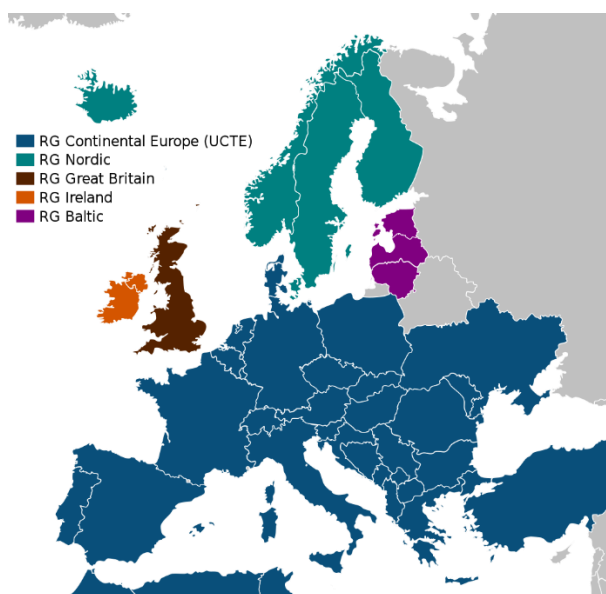 RG Continental Europe (UCTE)
RG Nordic
RG Great Britain
RG Ireland
RG Baltic